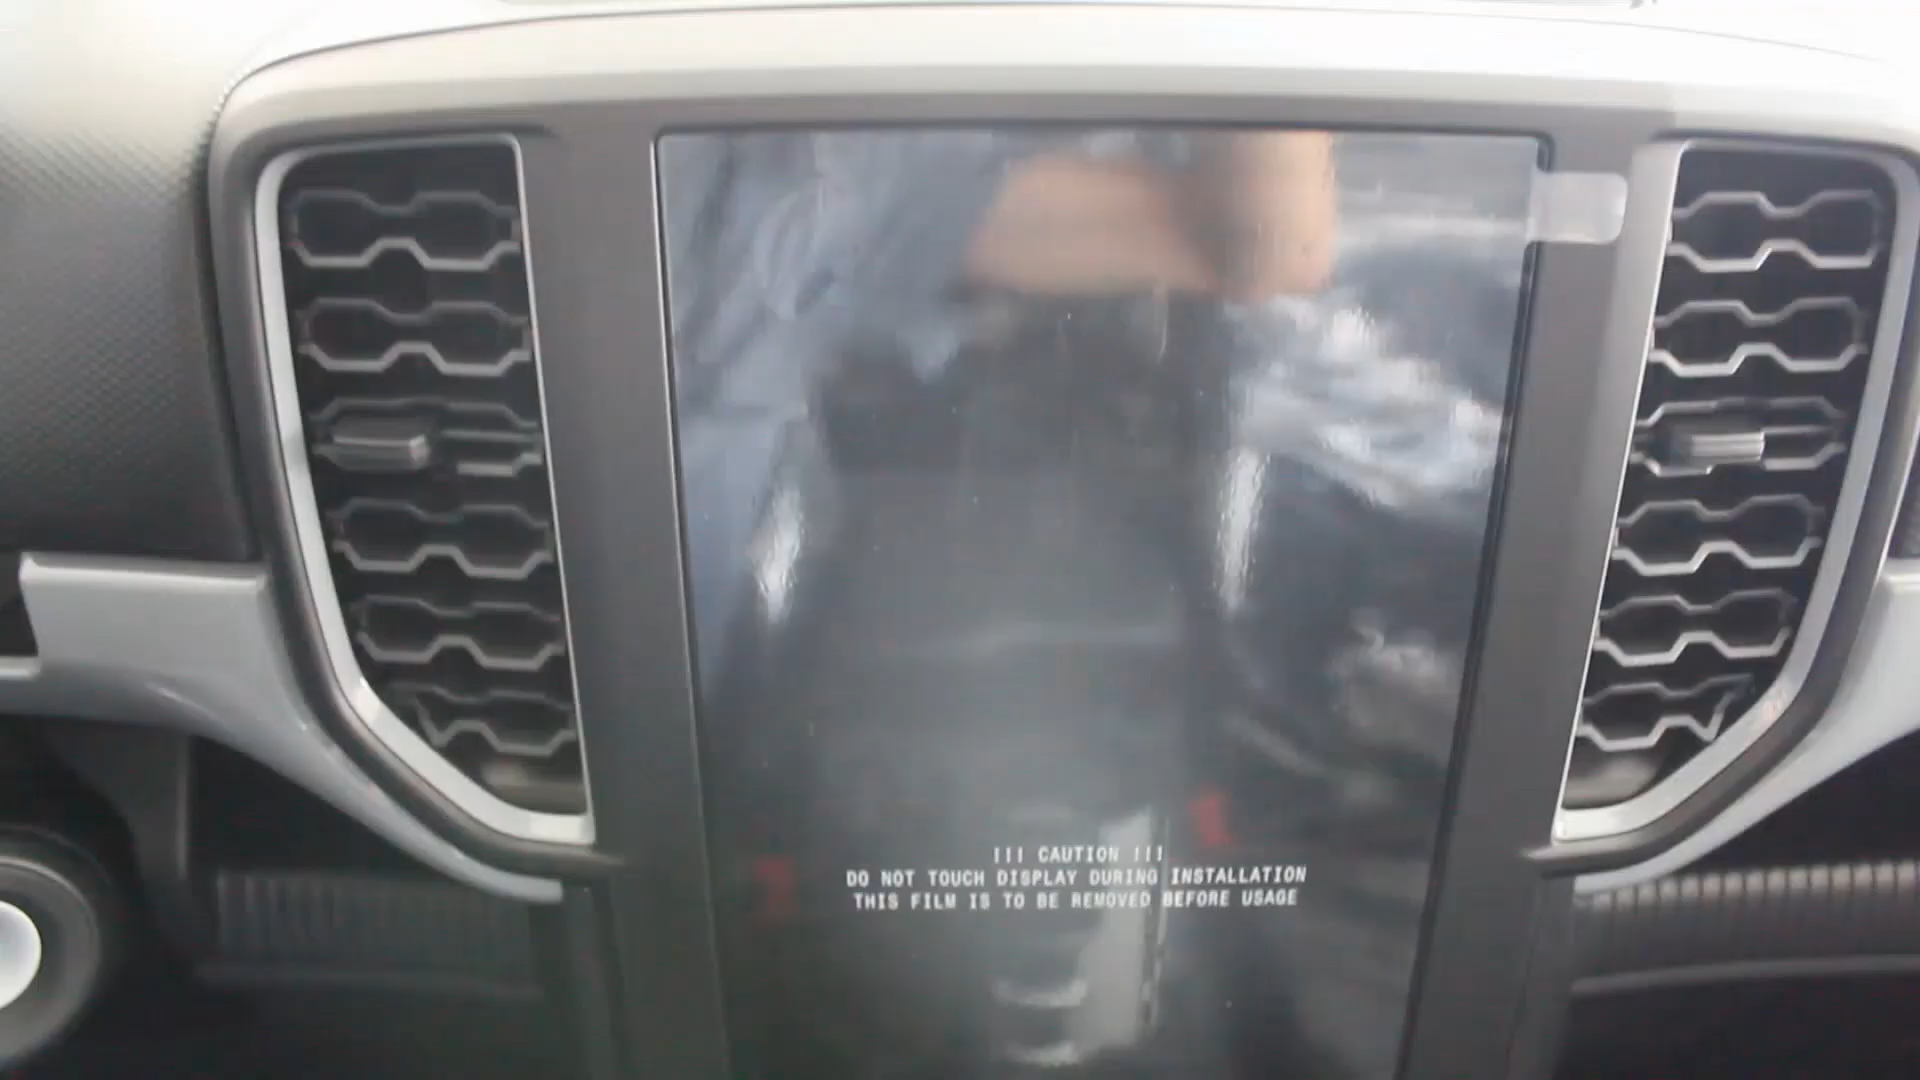 !!! CAUTION !!!
DO NOT TOUCH DISPLAY DURING INSTALLATION
THIS FILM IS TO BE REMOVED BEFORE USAGE